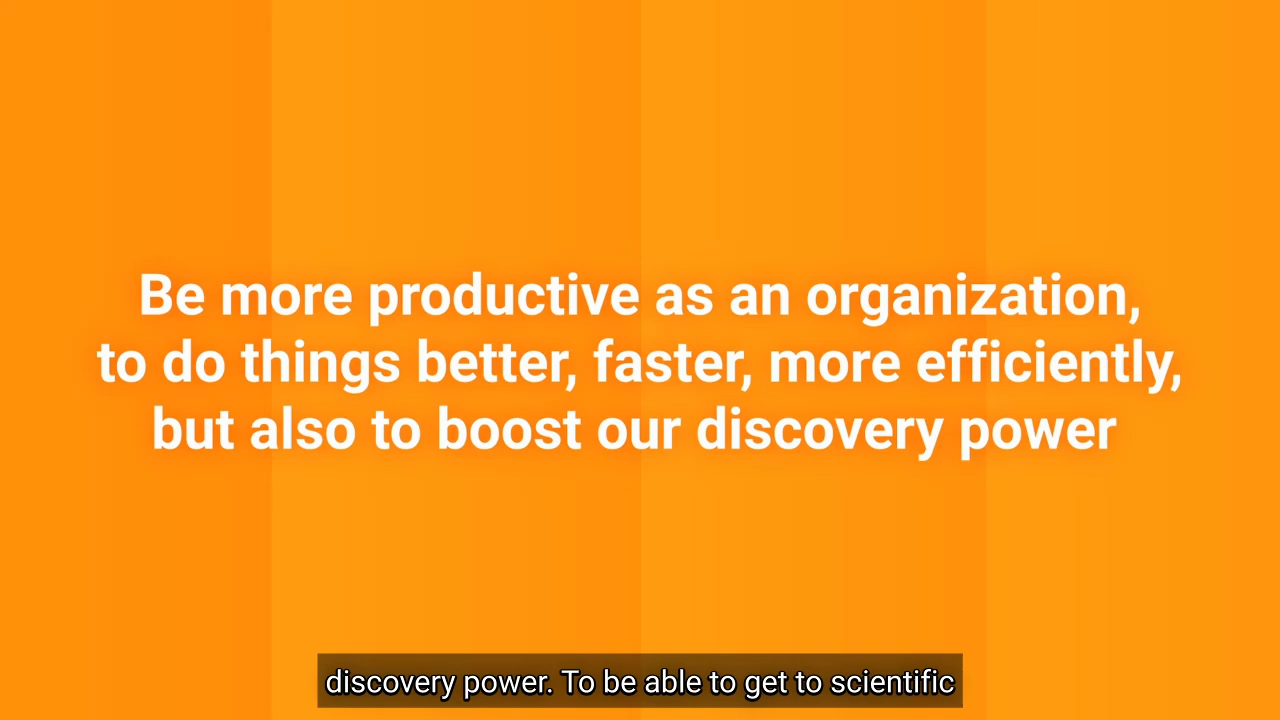 Be more productive as an organization,
to do things better, faster, more efficiently,
but also to boost our discovery power
discovery power. To be able to get to scientific